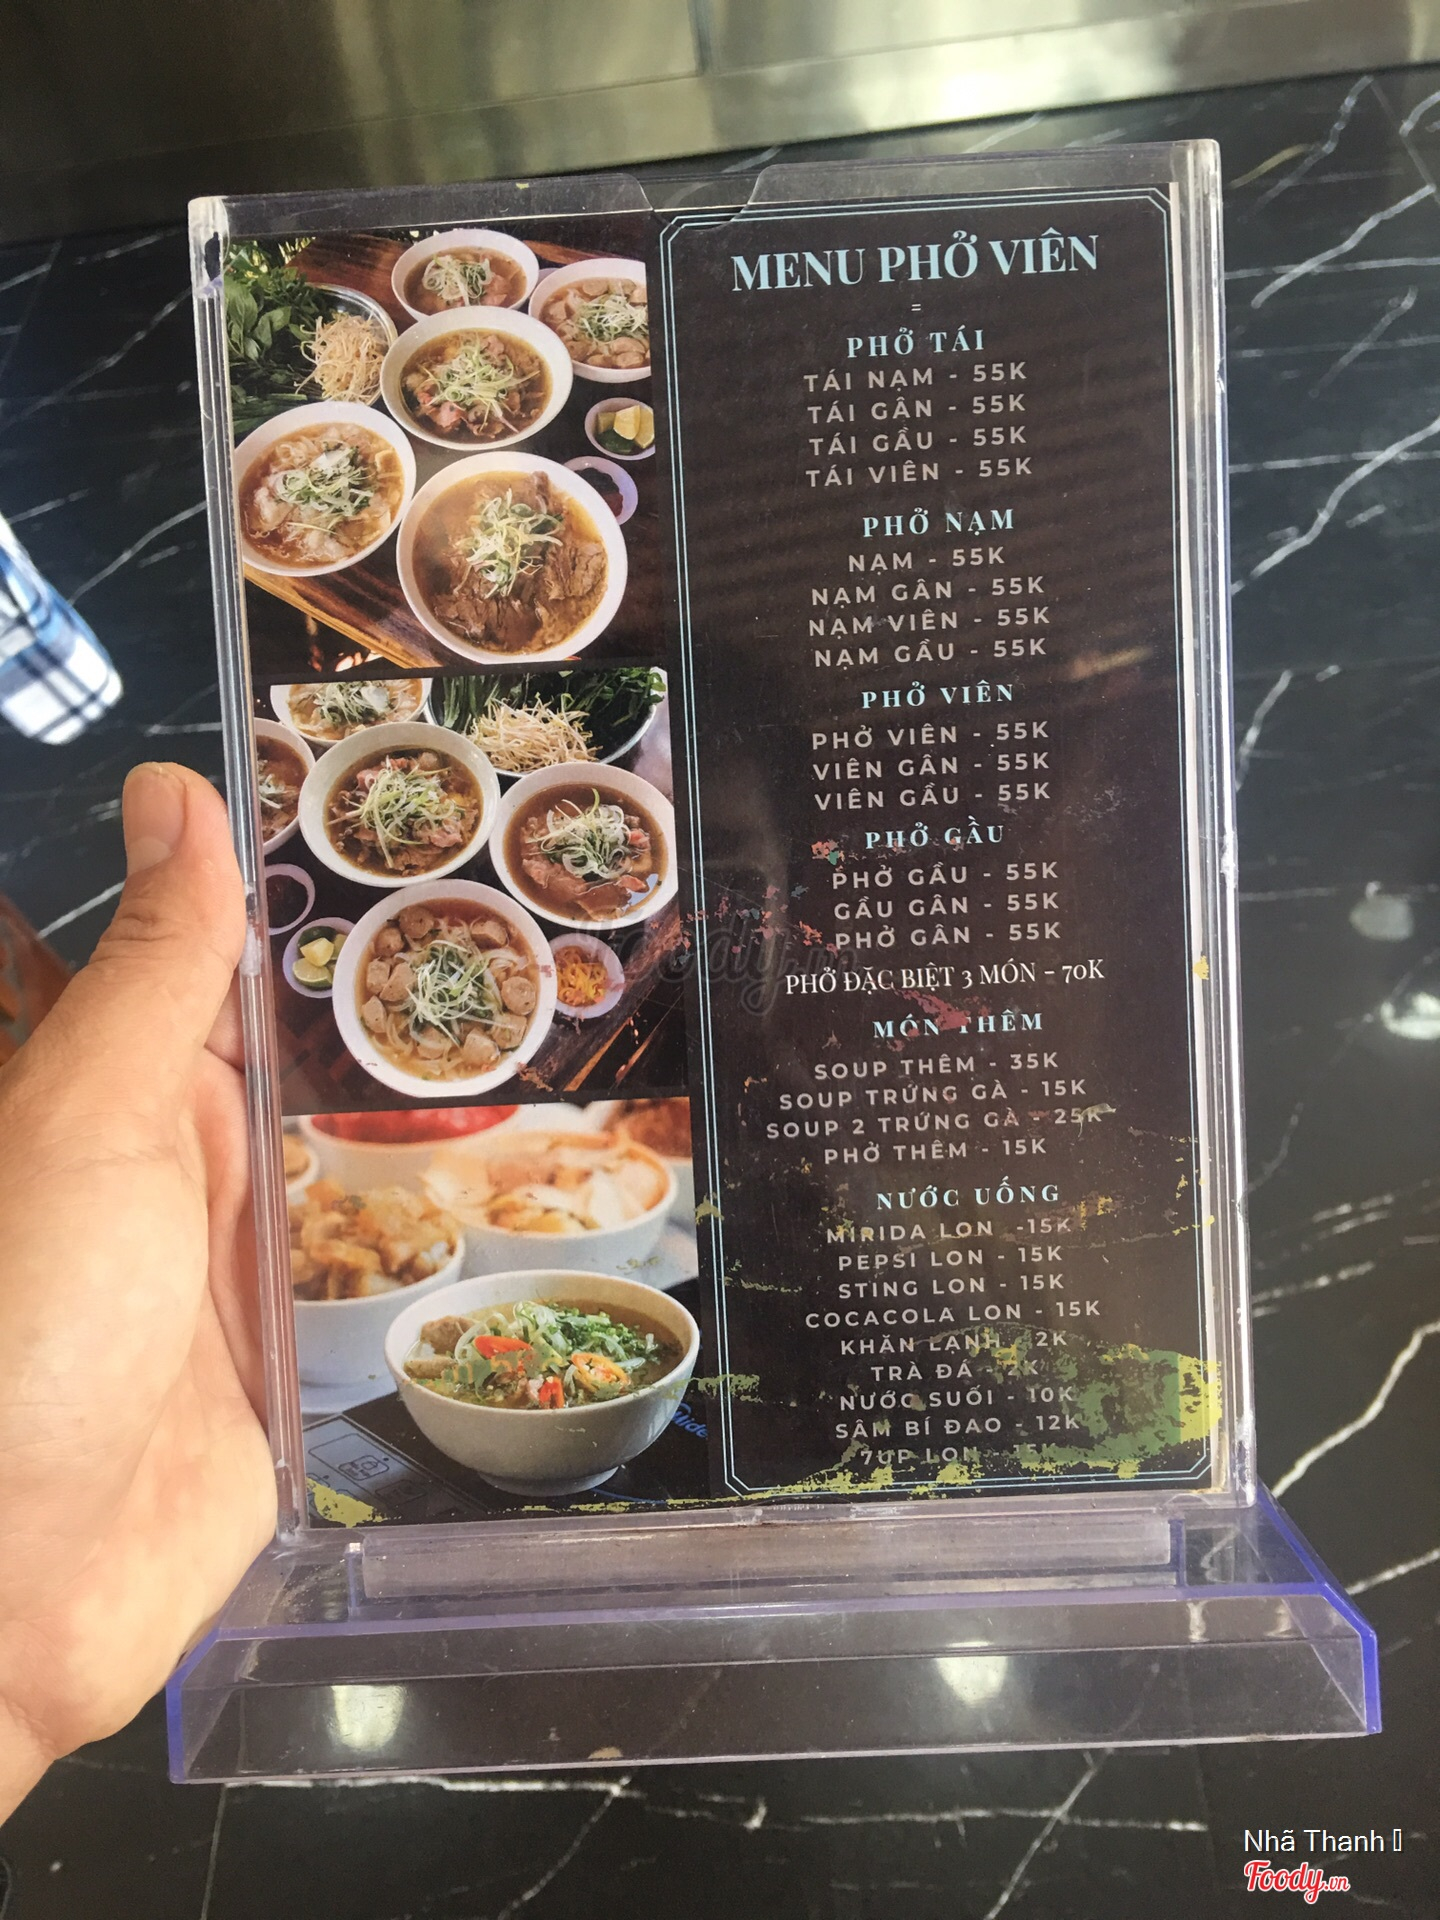 MENU PHỞ VIÊN
=
PHỞ TÁI
TÁI NẠM - 55K
TÁI GÂN - 55K
TÁI GẦU - 55K
TÁI VIÊN - 55K
PHỞ NẠM
NẠM - 55K
NẠM GÂN - 55K
NẠM VIÊN - 55K
NẠM GẦU - 55K
PHỞ VIÊN
PHỞ VIÊN - 55K
VIÊN GÂN - 55K
VIÊN GẦU - 55K
PHỞ GẦU
PHỞ GẦU - 55K
GẦU GÂN - 55K
PHỞ GÂN - 55K
PHỞ ĐẶC BIỆT 3 MÓN - 70K
MÓN THÊM
SOUP THÊM - 35K
SOUP TRỨNG GÀ - 15K
SOUP 2 TRỨNG GÀ - 25K
PHỞ THÊM - 15K
NƯỚC UỐNG
MIRIDA LON -15K
PEPSI LON - 15K
STING LON - 15K
COCACOLA LON - 15K
KHĂN LẠNH - 2K
TRÀ ĐÁ - 2K
NƯỚC SUỐI - 10K
SÂM BÍ ĐAO - 12K
7UP LON - 15K
foody.vn
Nhã Thanh
Foody.vn